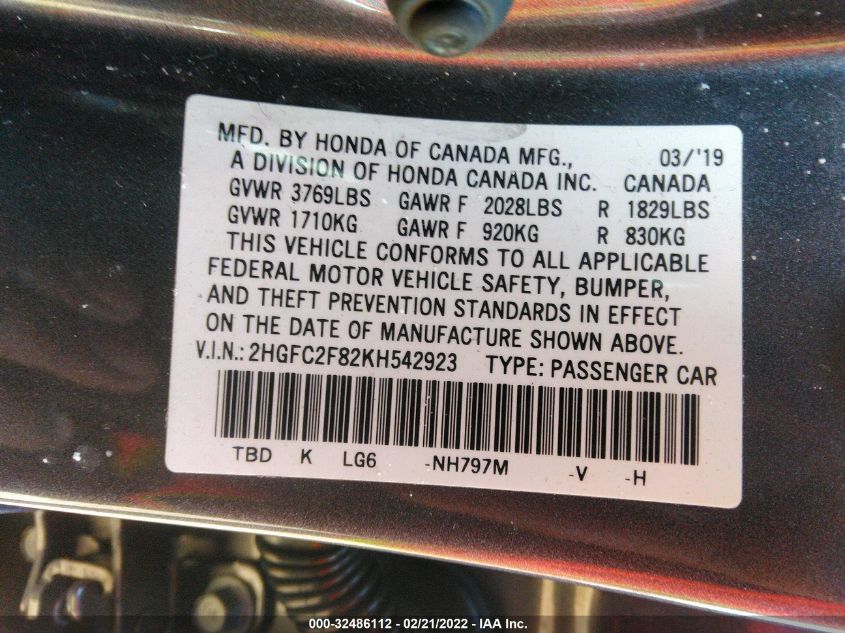 MFD. BY HONDA OF CANADA MFG., 03/'19
A DIVISION OF HONDA CANADA INC. CANADA
GVWR 3769LBS GAWR F 2028LBS R 1829LBS
GVWR 1710KG GAWR F 920KG R 830KG
THIS VEHICLE CONFORMS TO ALL APPLICABLE
FEDERAL MOTOR VEHICLE SAFETY, BUMPER,
AND THEFT PREVENTION STANDARDS IN EFFECT
ON THE DATE OF MANUFACTURE SHOWN ABOVE.
V.I.N.: 2HGFC2F82KH542923 TYPE: PASSENGER CAR
TBD K LG6 -NH797M -V -H
000-32486112 - 02/21/2022 - IAA Inc.